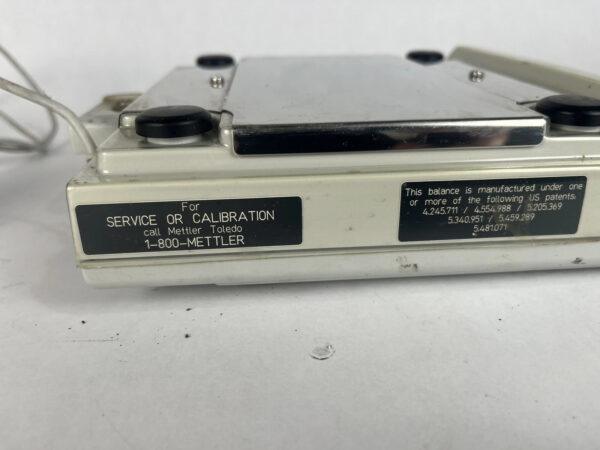 For
SERVICE OR CALIBRATION
call Mettler Toledo
1-800-METTLER
This balance is manufactured under one
or more of the following US patents:
4.245.711 / 4.554.988 / 5.205.369
5.340.951 / 5.459.289
5.481.071